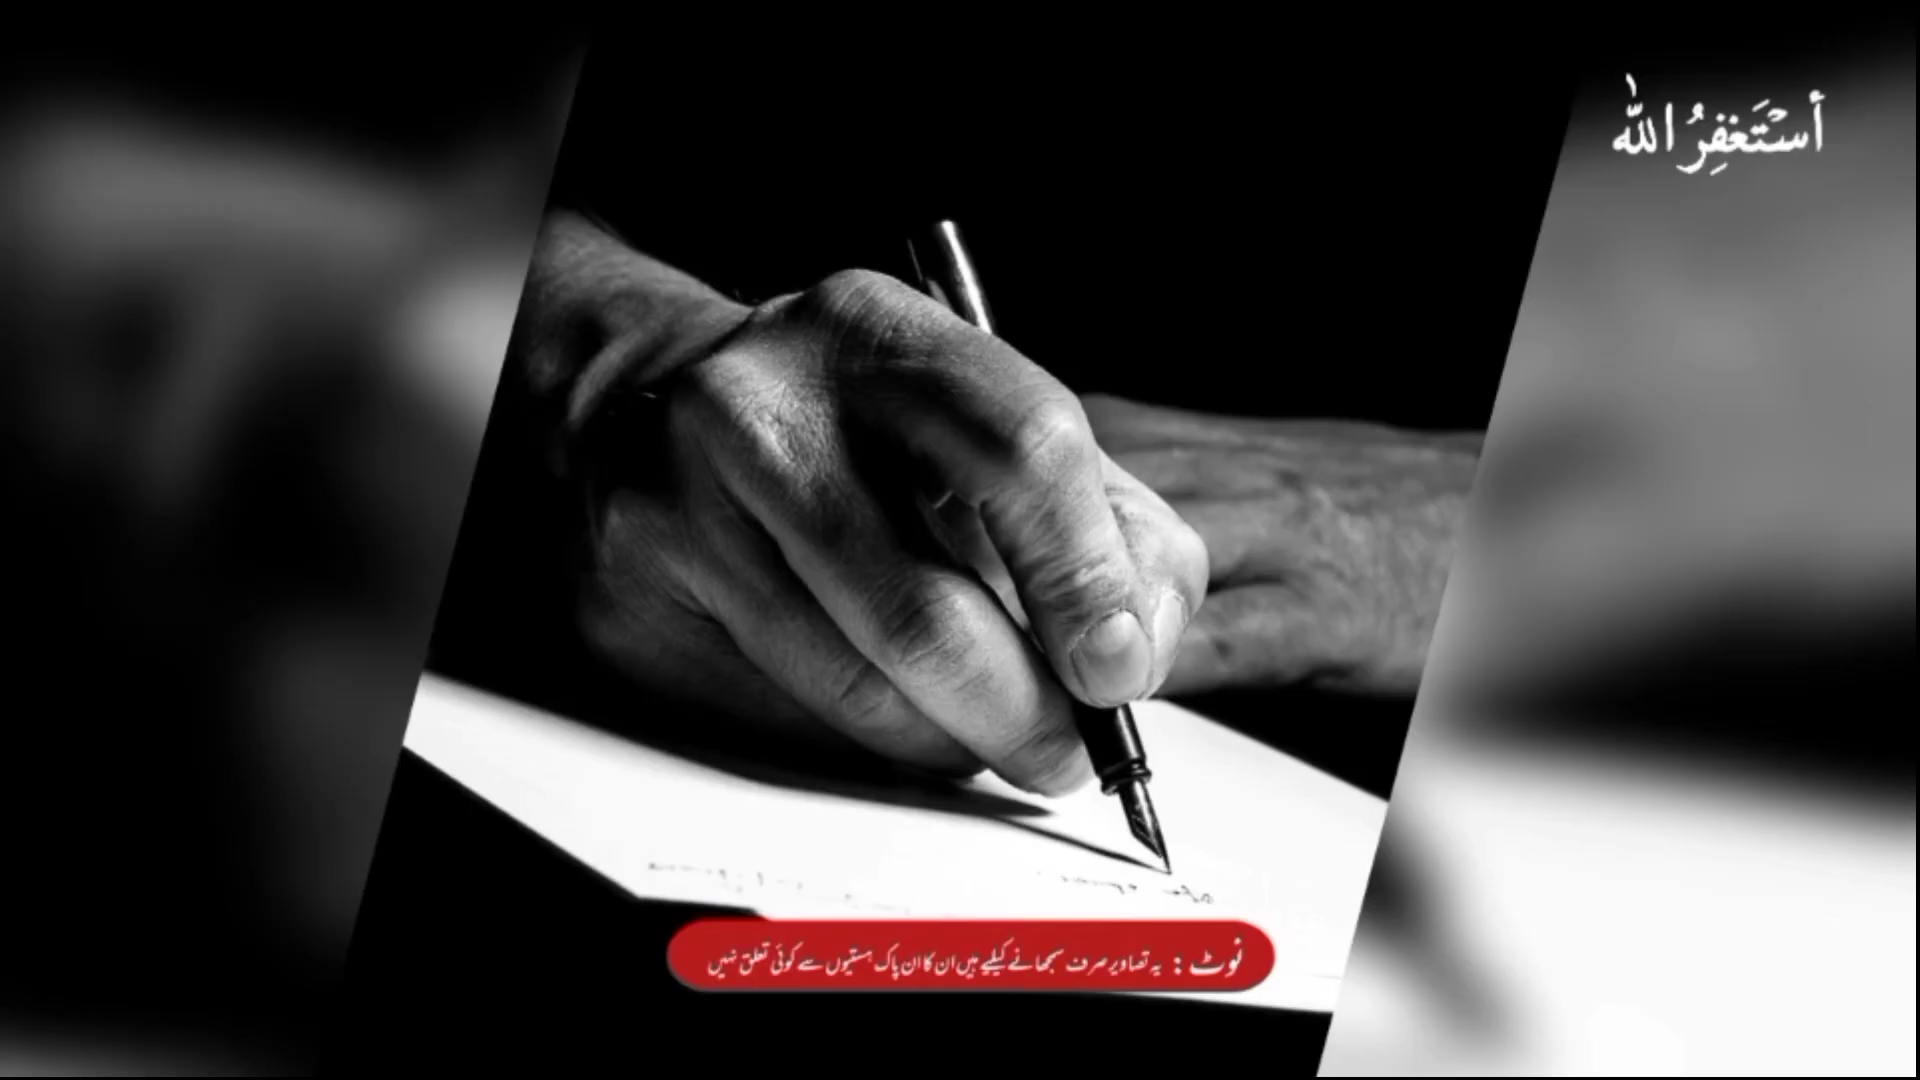 أَسْتَغْفِرُ اللّٰه
نوٹ : یہ تصاویر صرف سمجھانے کیلیے ہیں ان کا ان پاک ہستیوں سے کوئی تعلق نہیں